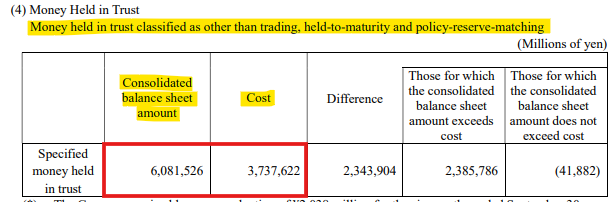 (4) Money Held in Trust
Money held in trust classified as other than trading, held-to-maturity and policy-reserve-matching
(Millions of yen)
Consolidated
balance sheet
amount
Cost
Difference
Those for which
the consolidated
balance sheet
amount exceeds
cost
Those for which
the consolidated
balance sheet
amount does not
exceed cost
Specified
money held
in trust
6,081,526
3,737,622
2,343,904
2,385,786
(41,882)